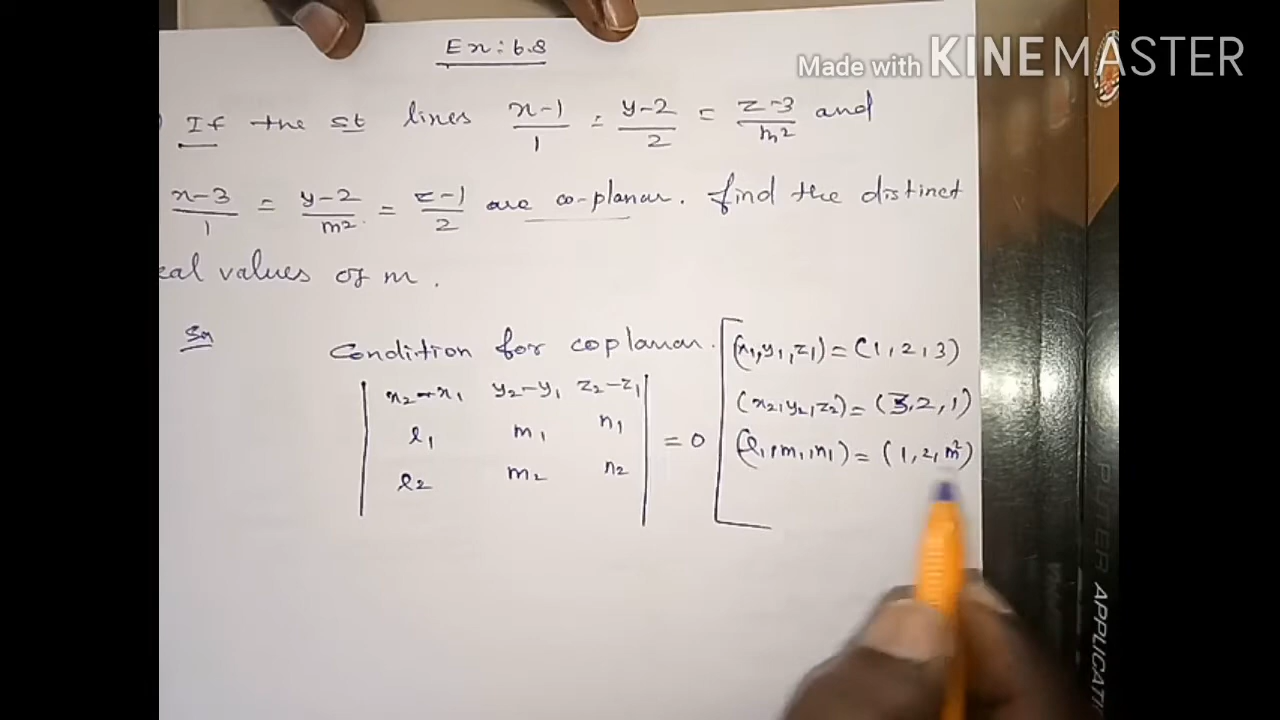 Made with KINEMASTER
Ex: 6.8
) If the st lines x-1/1 = y-2/2 = z-3/m² and
x-3/1 = y-2/m² = z-1/2 are co-planar. find the distinct
eal values of m.
Sn
Condition for coplanar.
| x₂-x₁ y₂-y₁ z₂-z₁ |
| l₁ m₁ n₁ | = 0
| l₂ m₂ n₂ |
[ (x₁,y₁,z₁) = (1, 2, 3)
(x₂,y₂,z₂) = (3,2,1)
(l₁,m₁,n₁) = (1, 2, m²)
PUTER APPLICATI